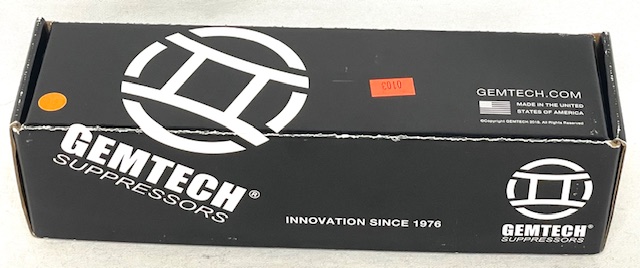 0103
GEMTECH.COM
MADE IN THE UNITED
STATES OF AMERICA
©Copyright GEMTECH 2018. All Rights Reserved
GEMTECH®
SUPPRESSORS
INNOVATION SINCE 1976
GEMTECH®
SUPPRESSORS